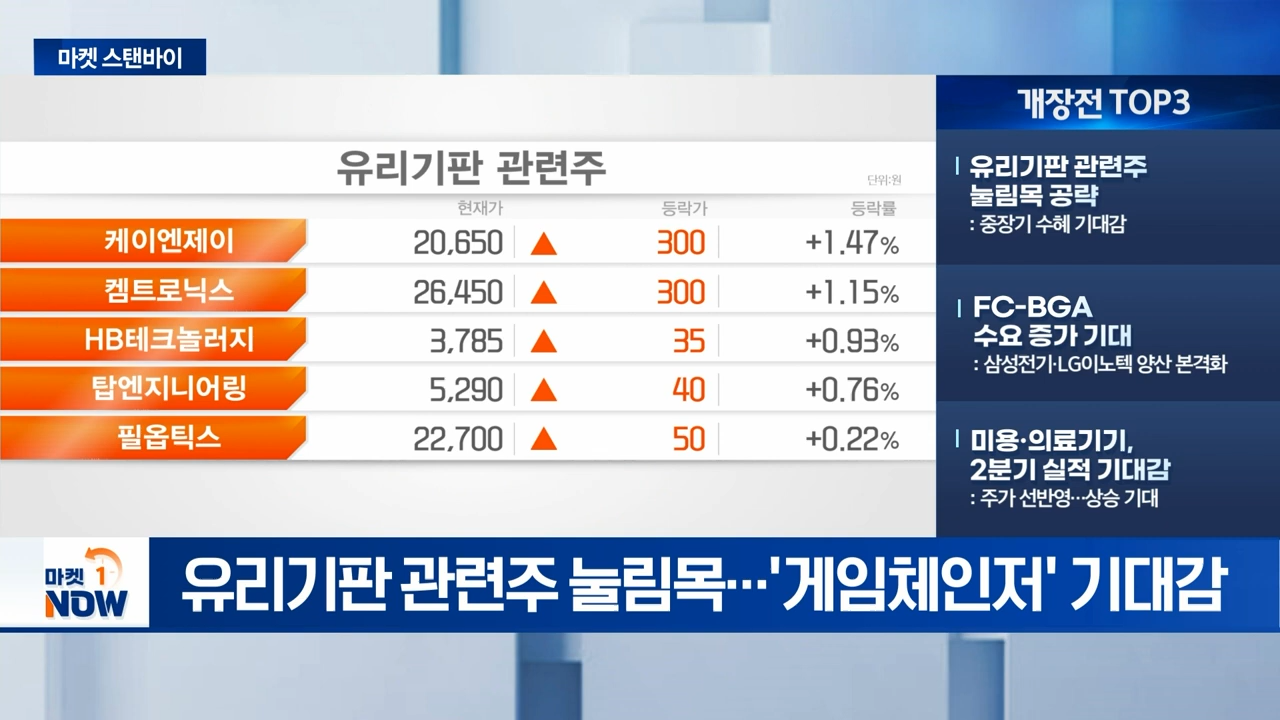 마켓 스탠바이
유리기판 관련주
단위:원
현재가 등락가 등락률
케이엔제이 20,650 ▲ 300 +1.47%
켐트로닉스 26,450 ▲ 300 +1.15%
HB테크놀러지 3,785 ▲ 35 +0.93%
탑엔지니어링 5,290 ▲ 40 +0.76%
필옵틱스 22,700 ▲ 50 +0.22%
개장전 TOP3
유리기판 관련주
눌림목 공략
: 중장기 수혜 기대감
FC-BGA
수요 증가 기대
: 삼성전기·LG이노텍 양산 본격화
미용·의료기기,
2분기 실적 기대감
: 주가 선반영…상승 기대
마켓 1
NOW
유리기판 관련주 눌림목…'게임체인저' 기대감